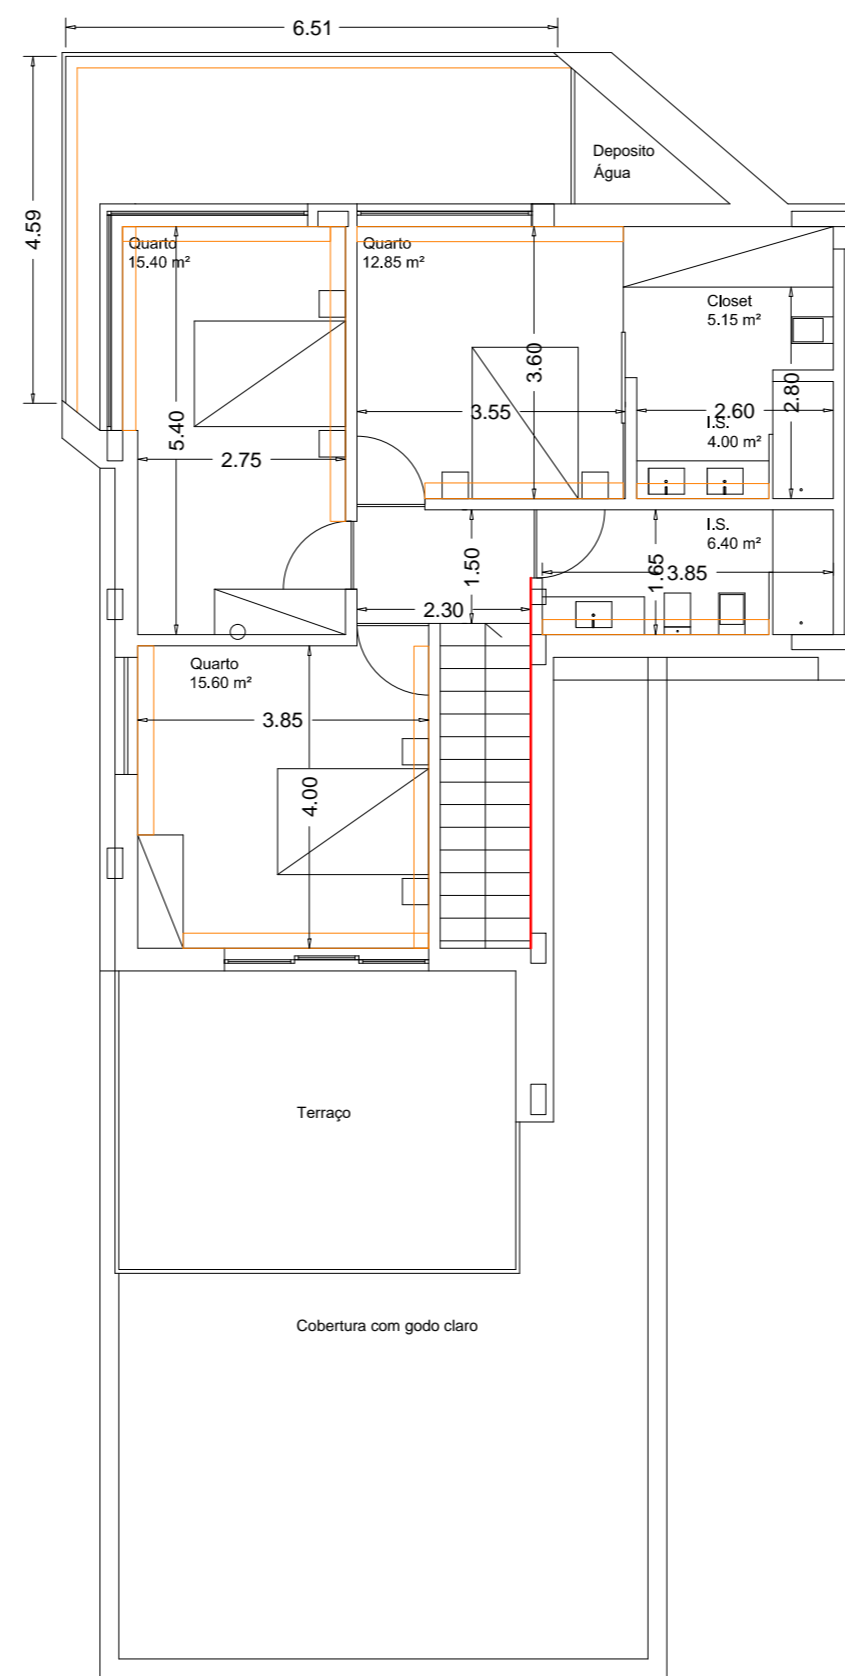 6.51
Deposito
Água
4.59
Quarto
15.40 m²
Quarto
12.85 m²
Closet
5.15 m²
3.60
2.80
3.55
2.60
I.S.
4.00 m²
5.40
2.75
I.S.
6.40 m²
1.50
1.65
3.85
2.30
Quarto
15.60 m²
3.85
4.00
Terraço
Cobertura com godo claro